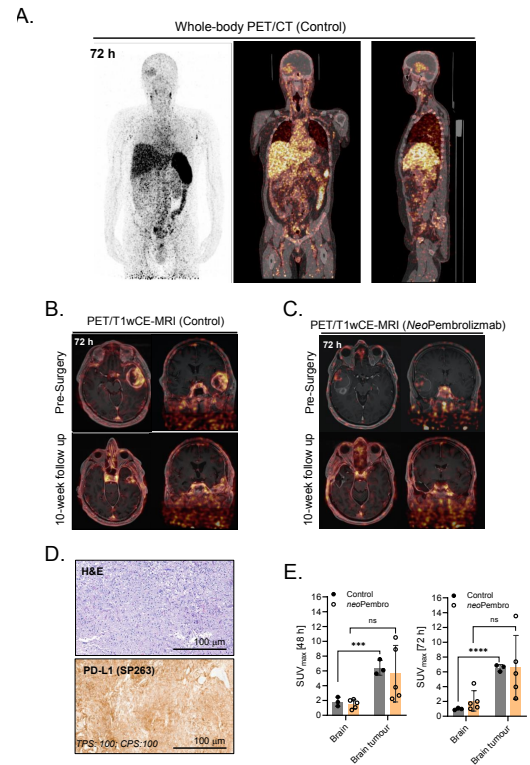 A.
Whole-body PET/CT (Control)
72 h
B.
PET/T1wCE-MRI (Control)
72 h
Pre-Surgery
10-week follow up
C.
PET/T1wCE-MRI (NeoPembrolizmab)
Pre-Surgery
10-week follow up
D.
H&E
100 µm
PD-L1 (SP263)
TPS: 100; CPS:100
100 µm
E.
Control
neoPembro
SUVmax [48 h]
16
14
12
10
8
6
4
2
0
ns
***
Brain
Brain tumour
Control
neoPembro
SUVmax [72 h]
16
14
12
10
8
6
4
2
0
ns
****
Brain
Brain tumour